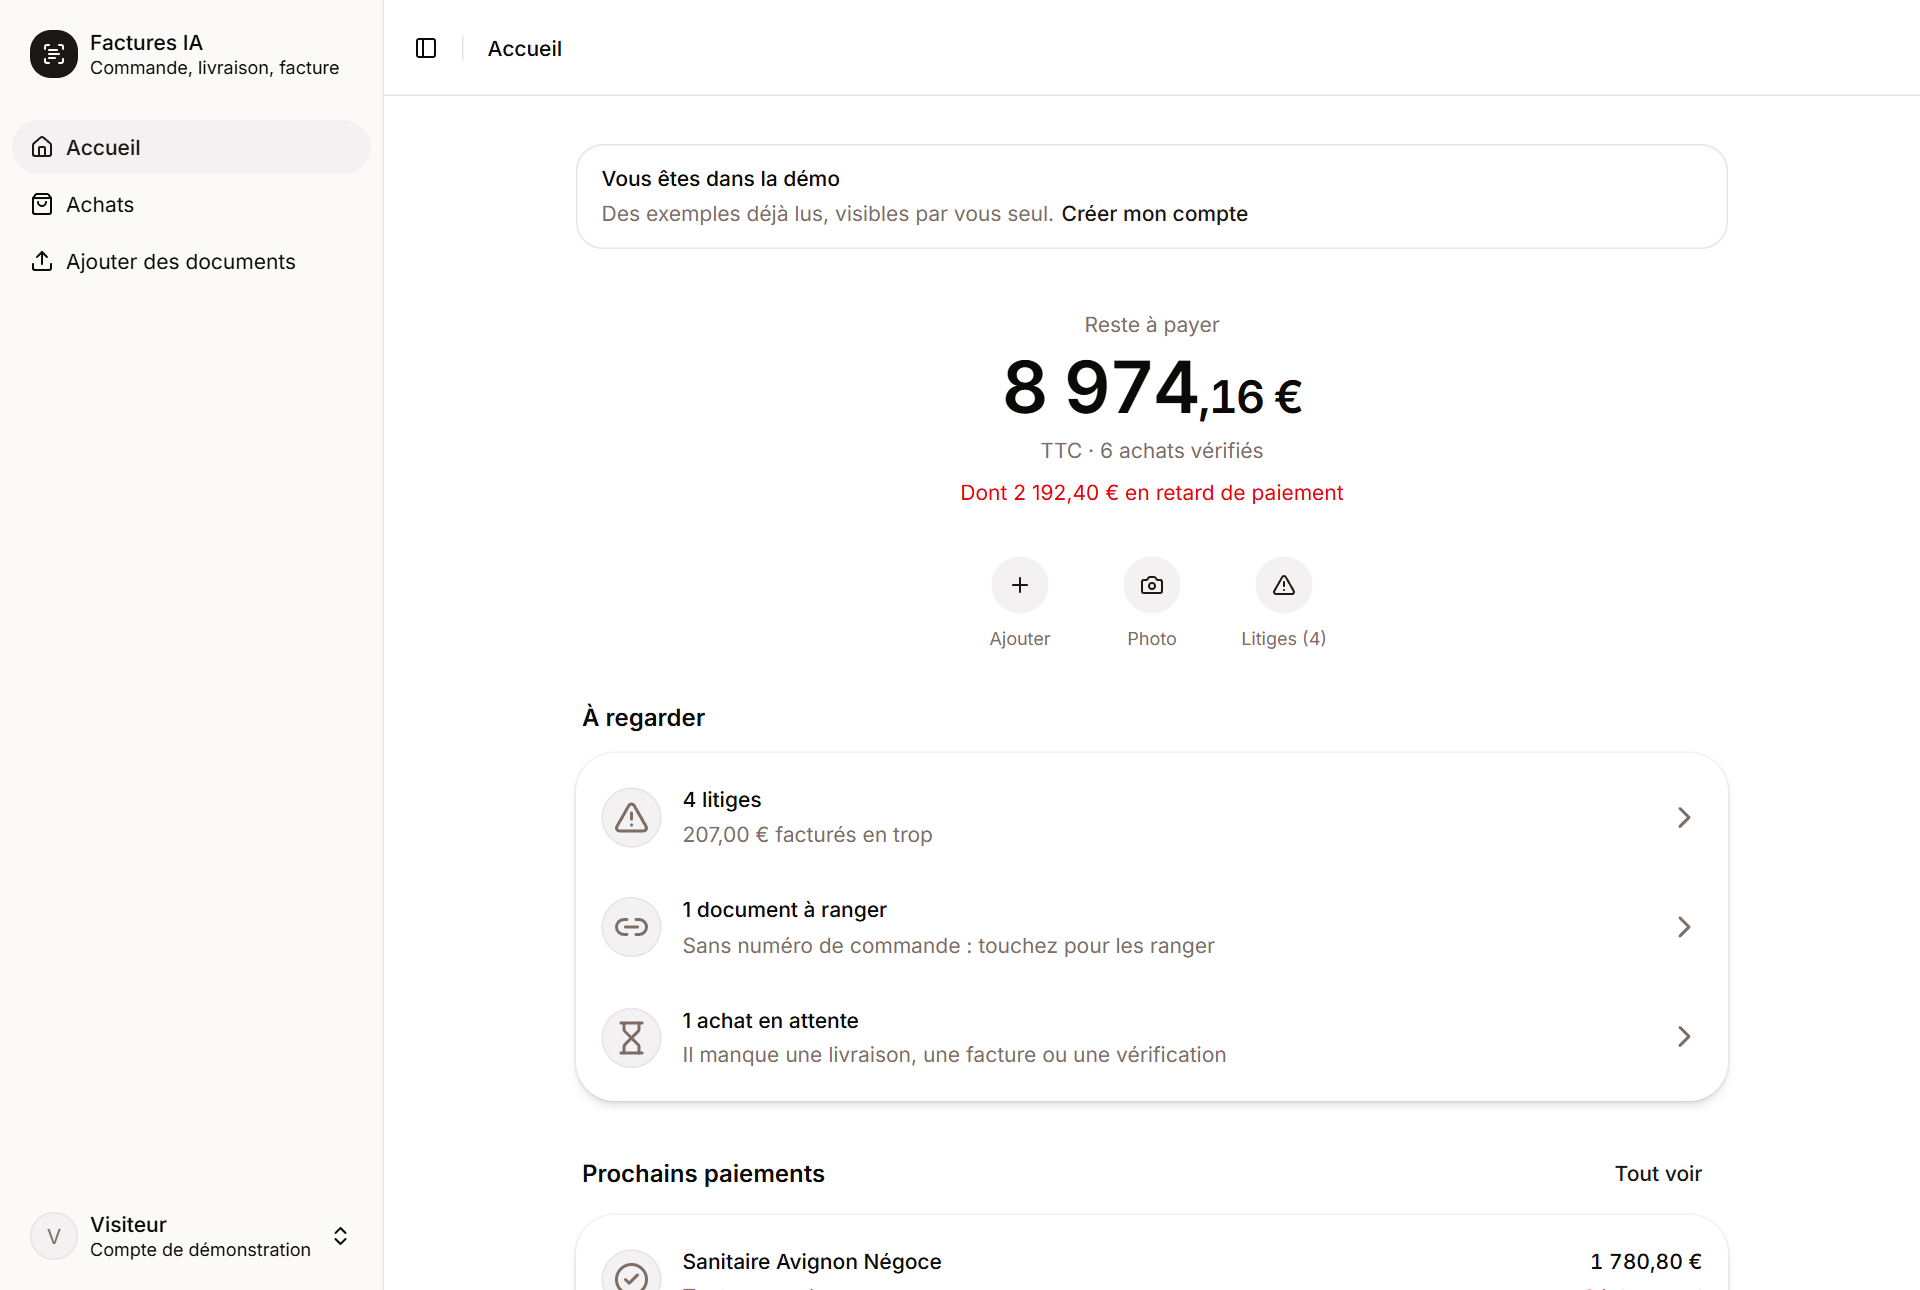 Factures IA
Commande, livraison, facture
Accueil
Achats
Ajouter des documents
Visiteur
Compte de démonstration
V
Accueil
Vous êtes dans la démo
Des exemples déjà lus, visibles par vous seul. Créer mon compte
Reste à payer
8 974,16 €
TTC · 6 achats vérifiés
Dont 2 192,40 € en retard de paiement
Ajouter
Photo
Litiges (4)
À regarder
4 litiges
207,00 € facturés en trop
1 document à ranger
Sans numéro de commande : touchez pour les ranger
1 achat en attente
Il manque une livraison, une facture ou une vérification
Prochains paiements
Tout voir
Sanitaire Avignon Négoce
1 780,80 €